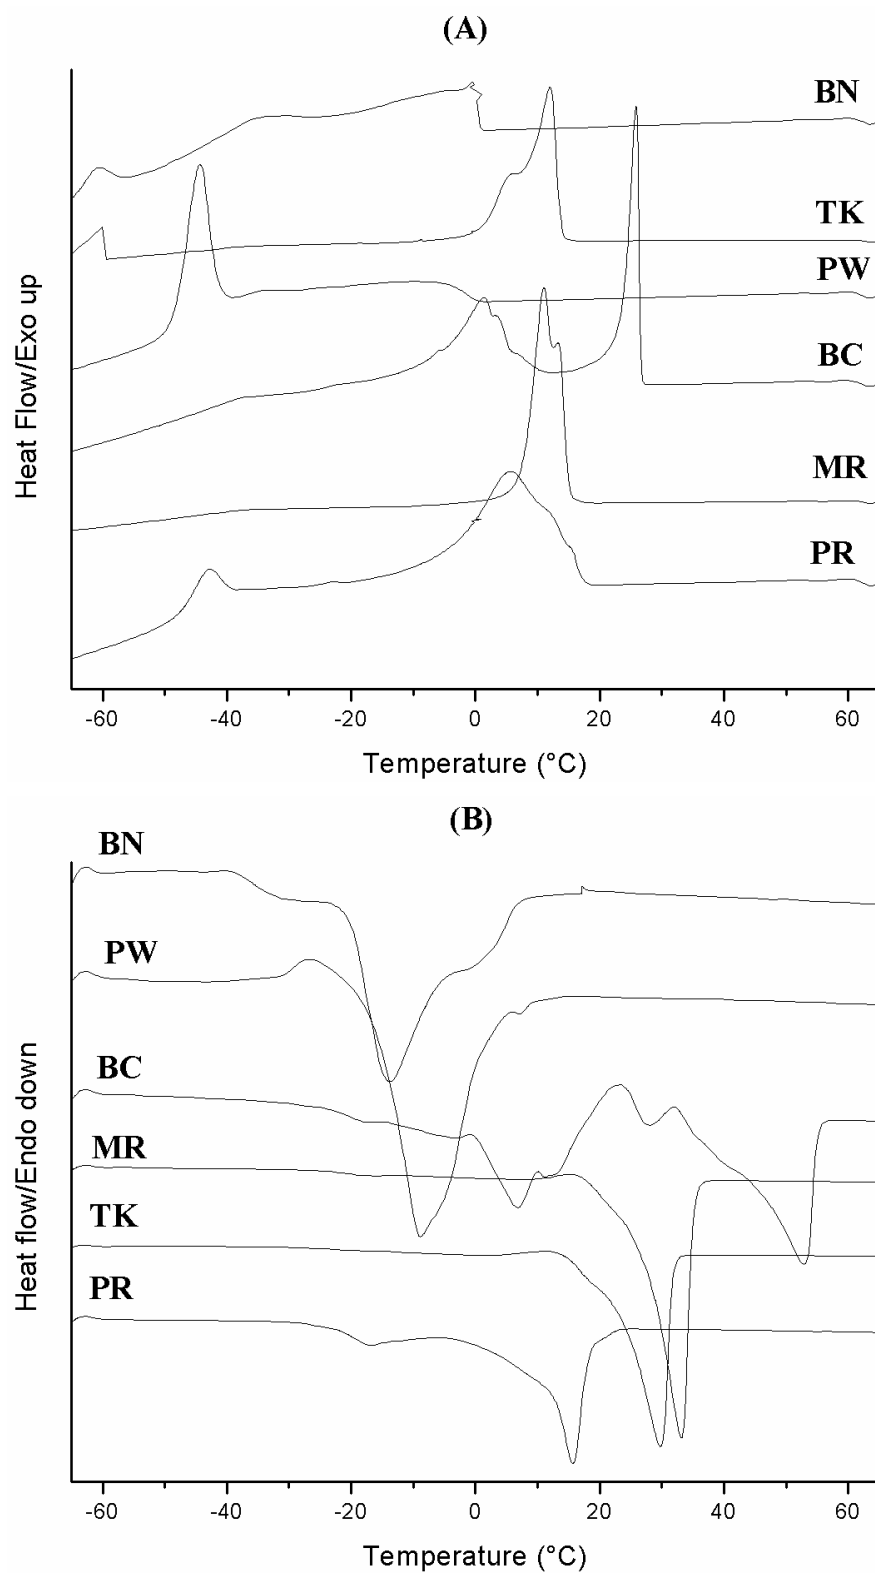 (A)
BN
TK
PW
BC
MR
PR
Heat Flow/Exo up
-60 -40 -20 0 20 40 60
Temperature (°C)
(B)
BN
PW
BC
MR
TK
PR
Heat flow/Endo down
-60 -40 -20 0 20 40 60
Temperature (°C)